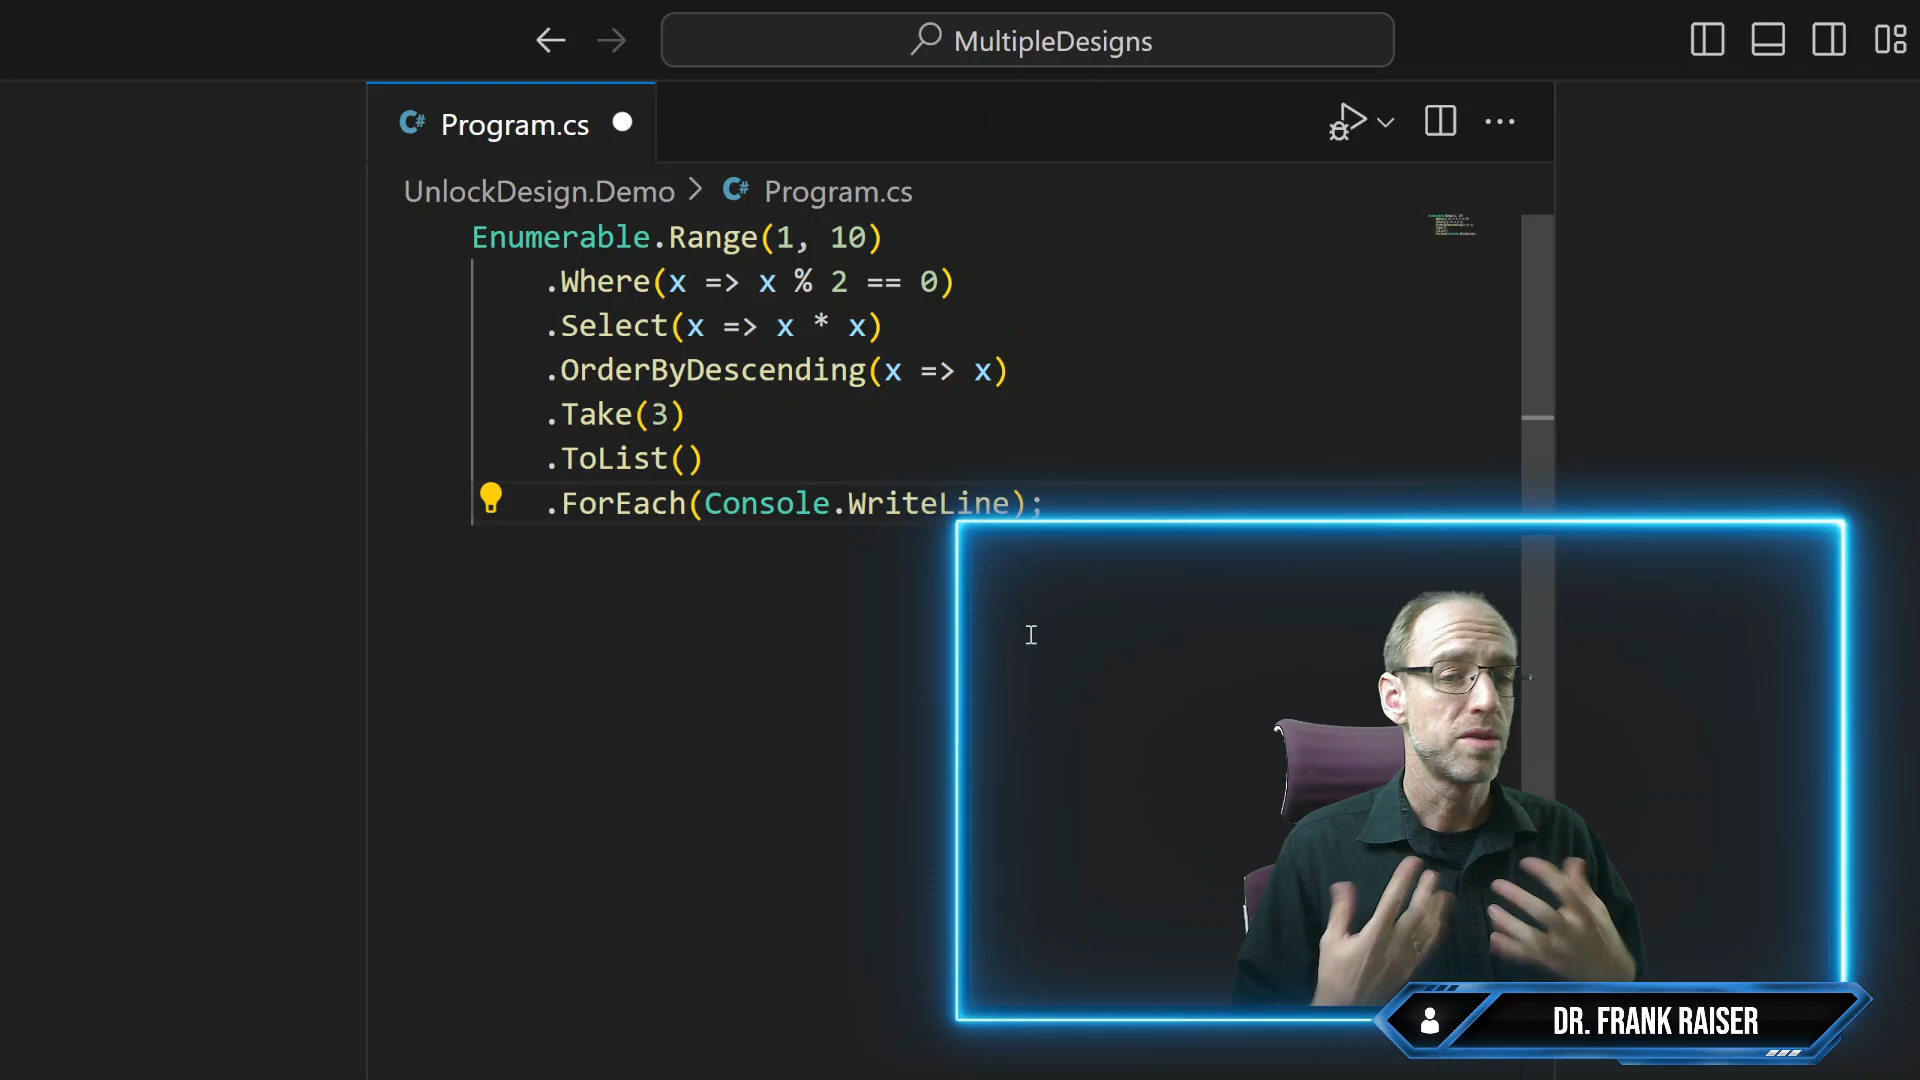 MultipleDesigns
C# Program.cs
UnlockDesign.Demo > C# Program.cs
Enumerable.Range(1, 10)
.Where(x => x % 2 == 0)
.Select(x => x * x)
.OrderByDescending(x => x)
.Take(3)
.ToList()
.ForEach(Console.WriteLine);
DR. FRANK RAISER